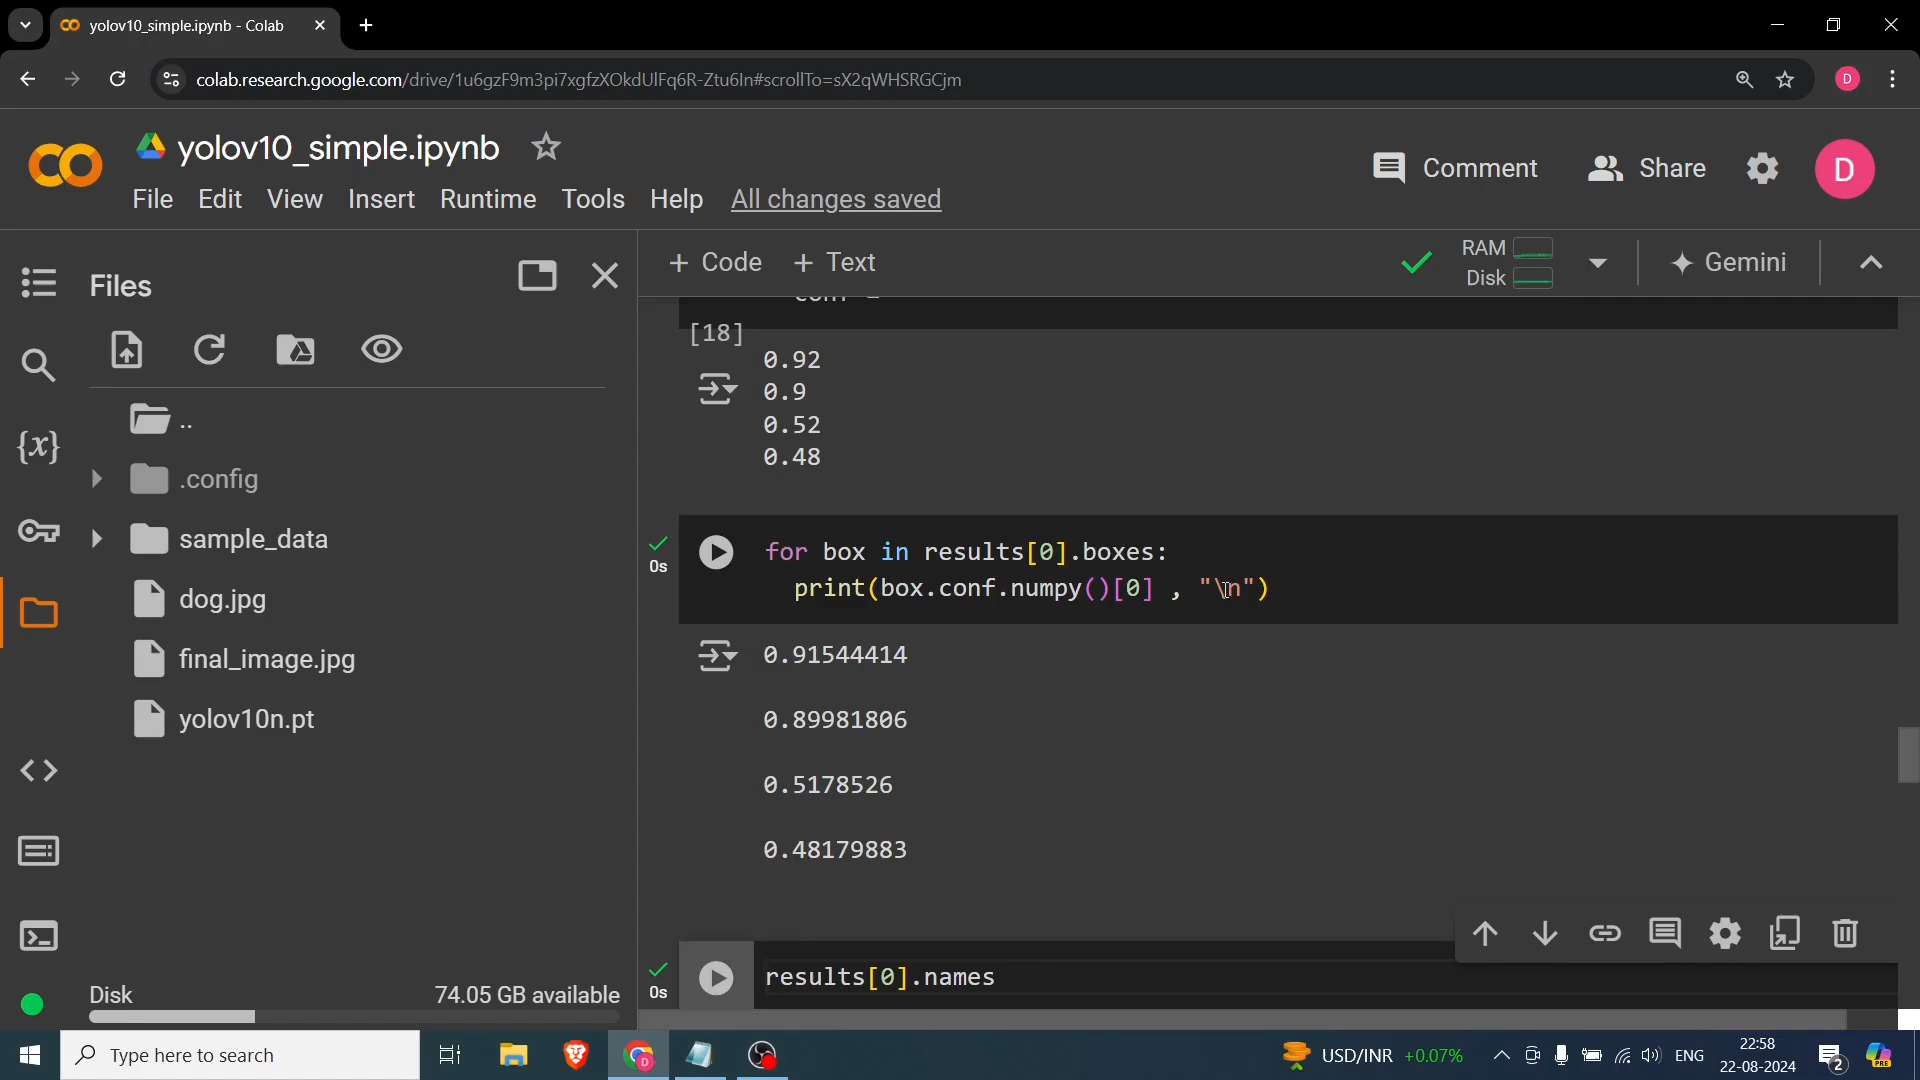 yolov10_simple.ipynb - Colab
colab.research.google.com/drive/1u6gzF9m3pi7xgfzXOkdUlFq6R-Ztu6In#scrollTo=sX2qWHSRGCjm
D
yolov10_simple.ipynb
Comment
Share
D
File Edit View Insert Runtime Tools Help All changes saved
Files
+ Code + Text
RAM
Disk
Gemini
..
.config
sample_data
dog.jpg
final_image.jpg
yolov10n.pt
{x}
Disk 74.05 GB available
conf =
[18]
0.92
0.9
0.52
0.48
0s
for box in results[0].boxes:
print(box.conf.numpy()[0] , "\n")
0.91544414
0.89981806
0.5178526
0.48179883
0s
results[0].names
Type here to search
D
USD/INR +0.07%
ENG
22:58
22-08-2024
2
PRE